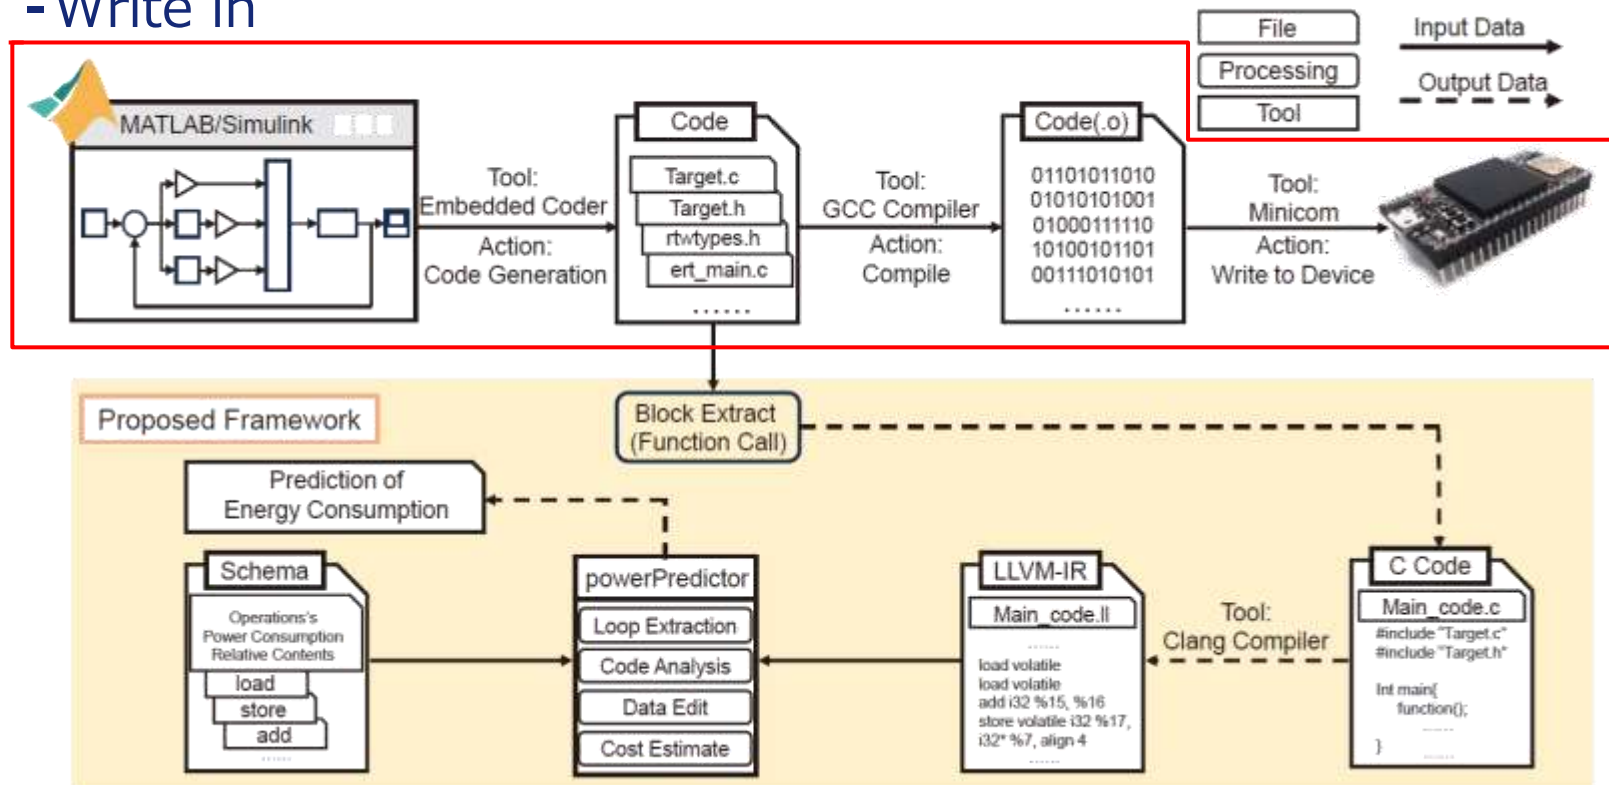 - Write in
File
Input Data
Processing
Output Data
Tool
MATLAB/Simulink
Tool:
Embedded Coder
Action:
Code Generation
Code
Target.c
Target.h
rtwtypes.h
ert_main.c
......
Tool:
GCC Compiler
Action:
Compile
Code(.o)
01101011010
01010101001
01000111110
10100101101
00111010101
......
Tool:
Minicom
Action:
Write to Device
Proposed Framework
Block Extract
(Function Call)
Prediction of
Energy Consumption
Schema
Operations's
Power Consumption
Relative Contents
load
store
add
......
powerPredictor
Loop Extraction
Code Analysis
Data Edit
Cost Estimate
LLVM-IR
Main_code.ll
......
load volatile
load volatile
add i32 %15, %16
store volatile i32 %17,
i32* %7, align 4
......
Tool:
Clang Compiler
C Code
Main_code.c
#include "Target.c"
#include "Target.h"
Int main{
function();
......
}
......